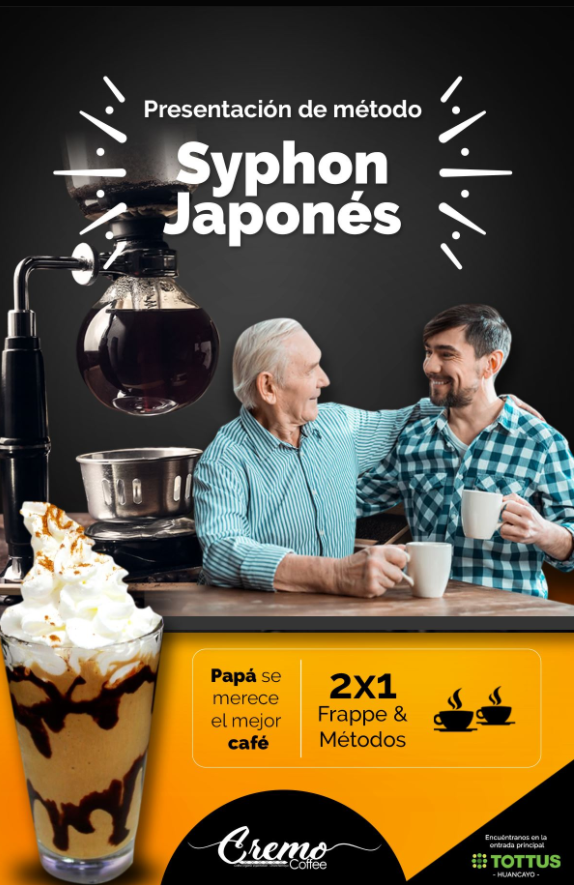 Presentación de método
Syphon
Japonés
Papá se
merece
el mejor
café
2x1
Frappe &
Métodos
Cremo
Coffee
Encuéntranos en la
entrada principal
TOTTUS
- HUANCAYO -